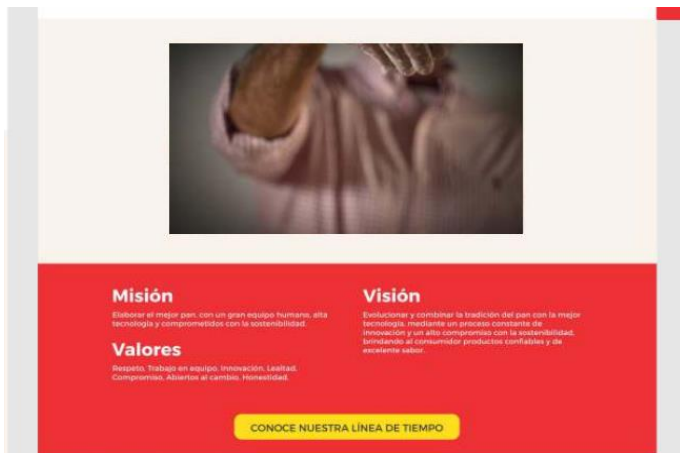 Misión
Elaborar el mejor pan, con un gran equipo humano, alta
tecnología y comprometidos con la sostenibilidad.
Valores
Respeto, Trabajo en equipo, Innovación, Lealtad,
Compromiso, Abiertos al cambio, Honestidad.
Visión
Evolucionar y combinar la tradición del pan con la mejor
tecnología, mediante un proceso constante de
innovación y un alto compromiso con la sostenibilidad,
brindando al consumidor productos confiables y de
excelente sabor.
CONOCE NUESTRA LÍNEA DE TIEMPO